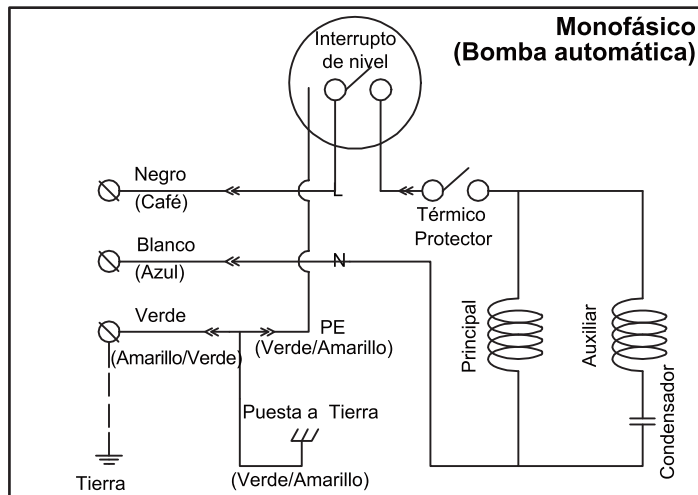 Monofásico
(Bomba automática)
Interrupto
de nivel
Negro
(Café)
L
Térmico
Protector
Blanco
(Azul)
N
Verde
(Amarillo/Verde)
PE
(Verde/Amarillo)
Principal
Auxiliar
Condensador
Puesta a Tierra
(Verde/Amarillo)
Tierra